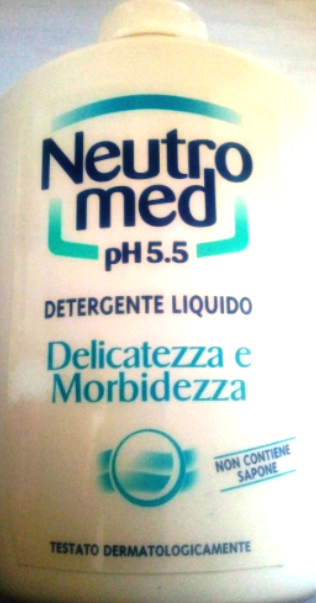 Neutro
med
pH 5.5
DETERGENTE LIQUIDO
Delicatezza e
Morbidezza
NON CONTIENE
SAPONE
TESTATO DERMATOLOGICAMENTE